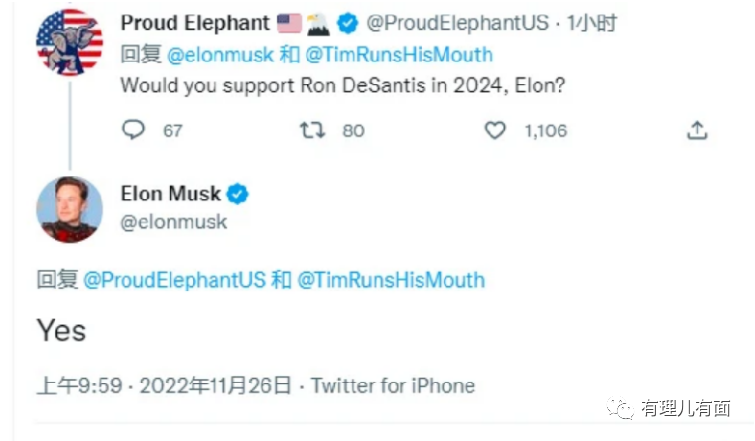 Proud Elephant 🇺🇸🦅 @ProudElephantUS · 1小时
回复 @elonmusk 和 @TimRunsHisMouth
Would you support Ron DeSantis in 2024, Elon?
67 80 1,106
Elon Musk
@elonmusk
回复 @ProudElephantUS 和 @TimRunsHisMouth
Yes
上午9:59 · 2022年11月26日 · Twitter for iPhone
有理儿有面